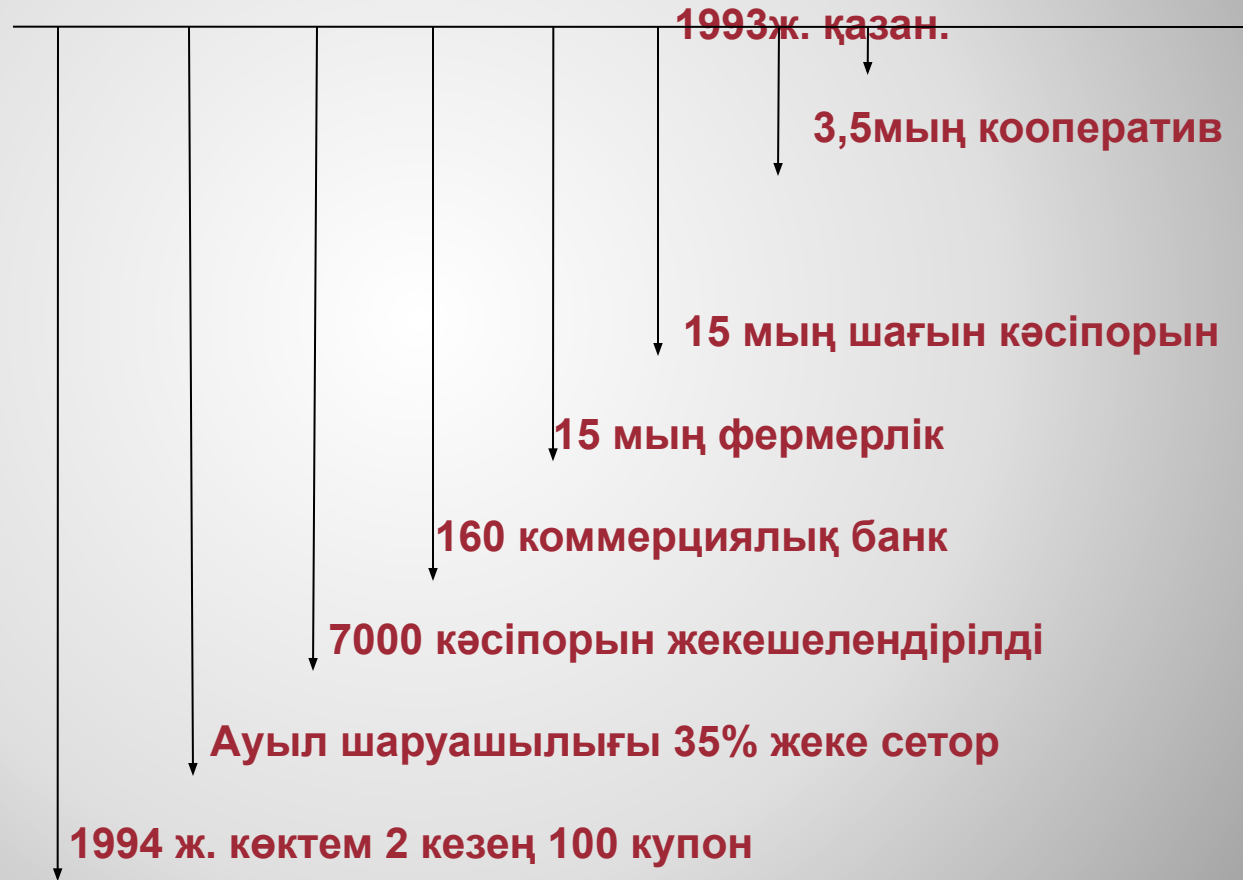 1993ж. қазан.
3,5мың кооператив
15 мың шағын кәсіпорын
15 мың фермерлік
160 коммерциялық банк
7000 кәсіпорын жекешелендірілді
Ауыл шаруашылығы 35% жеке сетор
1994 ж. көктем 2 кезең 100 купон